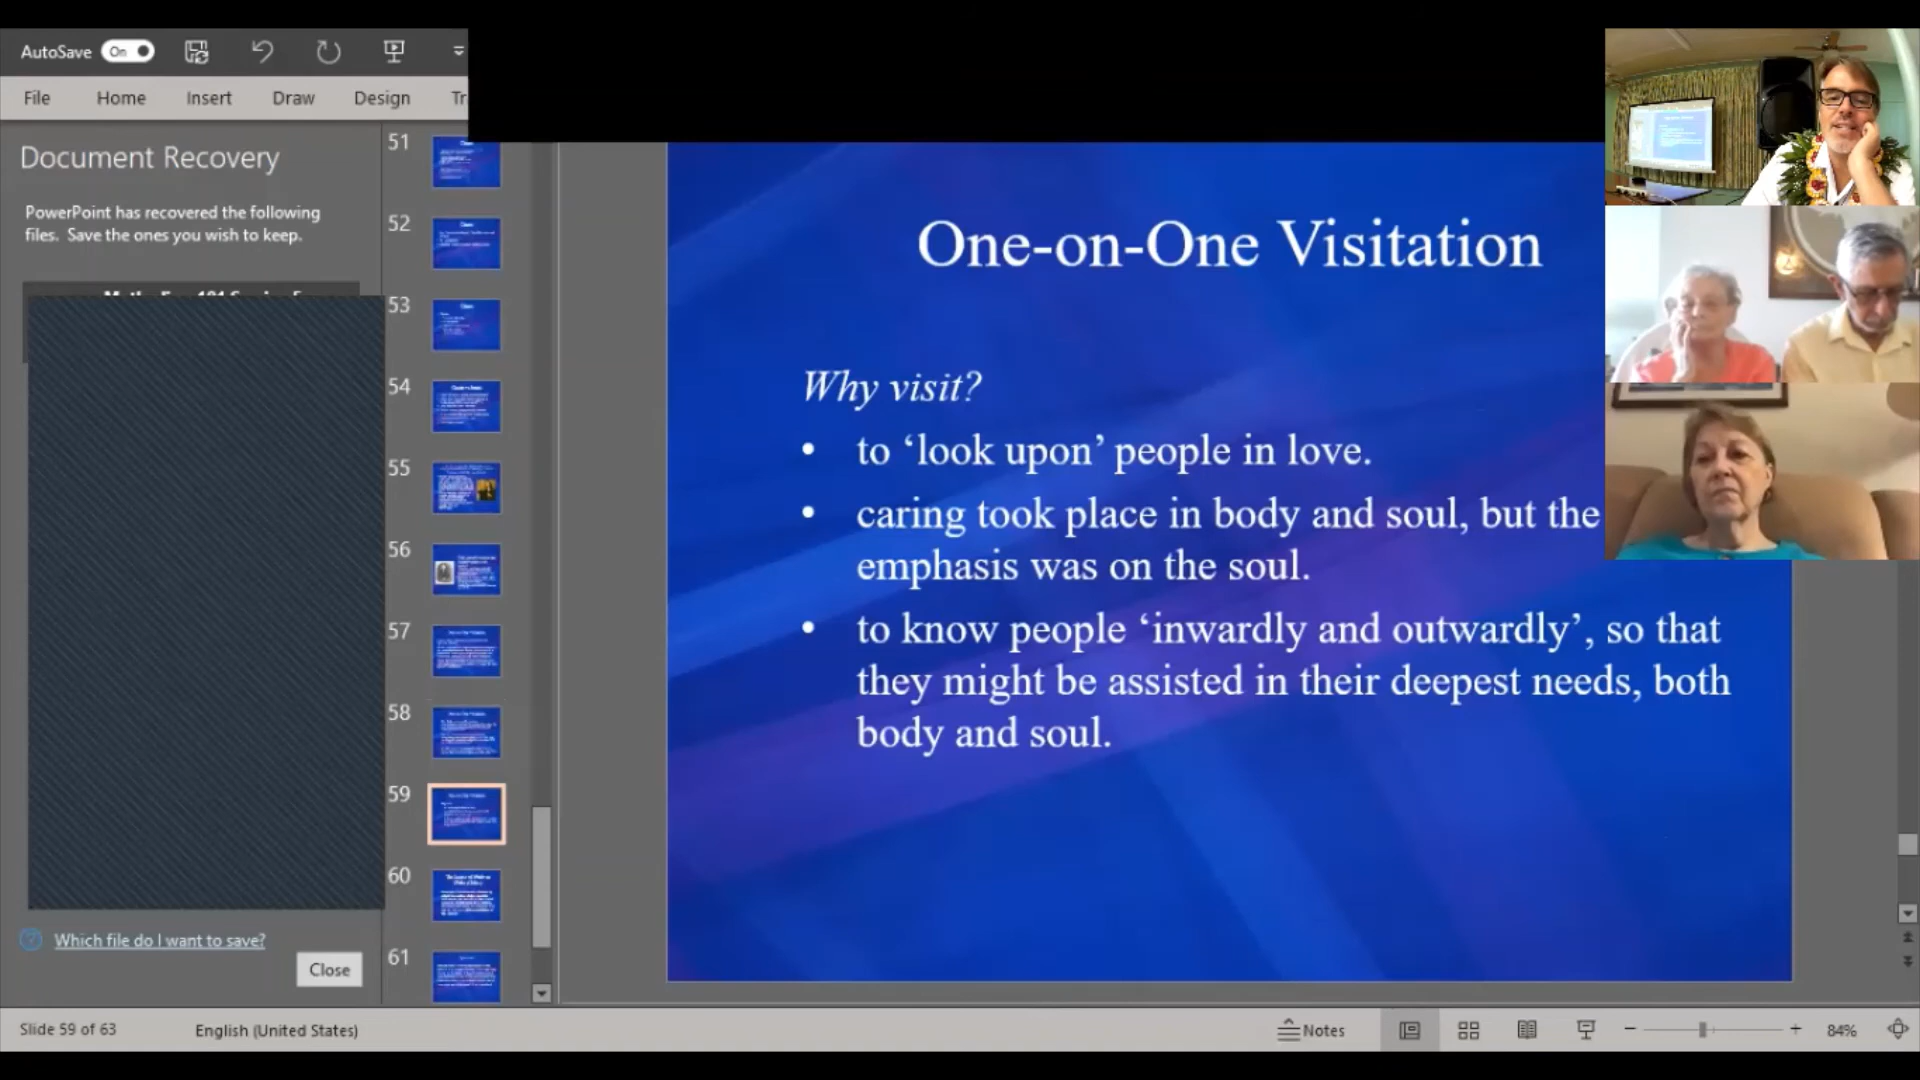 AutoSave On
File Home Insert Draw Design
Document Recovery
PowerPoint has recovered the following
files. Save the ones you wish to keep.
Which file do I want to save?
Close
51
52
53
54
55
56
57
58
59
60
61
One-on-One Visitation
Why visit?
• to ‘look upon’ people in love.
• caring took place in body and soul, but the
emphasis was on the soul.
• to know people ‘inwardly and outwardly’, so that
they might be assisted in their deepest needs, both
body and soul.
Slide 59 of 63 English (United States) Notes 84%